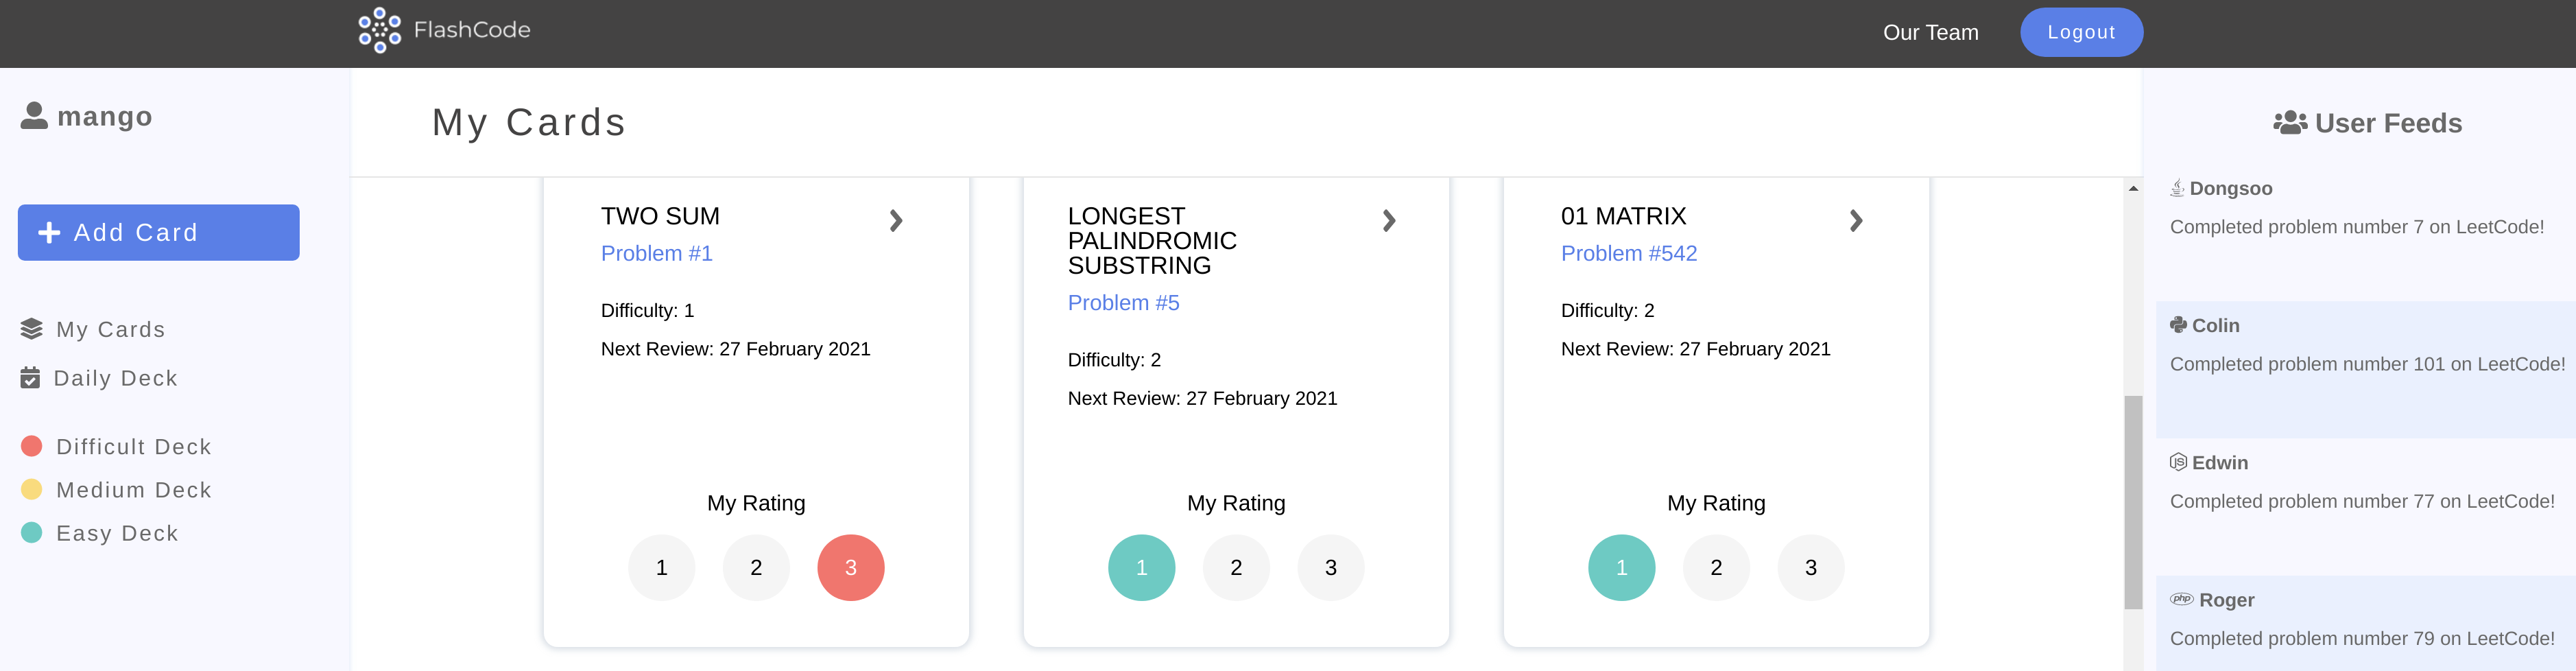 FlashCode
Our Team
Logout
mango
Add Card
My Cards
Daily Deck
Difficult Deck
Medium Deck
Easy Deck
My Cards
TWO SUM
Problem #1
Difficulty: 1
Next Review: 27 February 2021
My Rating
1 2 3
LONGEST
PALINDROMIC
SUBSTRING
Problem #5
Difficulty: 2
Next Review: 27 February 2021
My Rating
1 2 3
01 MATRIX
Problem #542
Difficulty: 2
Next Review: 27 February 2021
My Rating
1 2 3
User Feeds
Dongsoo
Completed problem number 7 on LeetCode!
Colin
Completed problem number 101 on LeetCode!
JS Edwin
Completed problem number 77 on LeetCode!
php Roger
Completed problem number 79 on LeetCode!